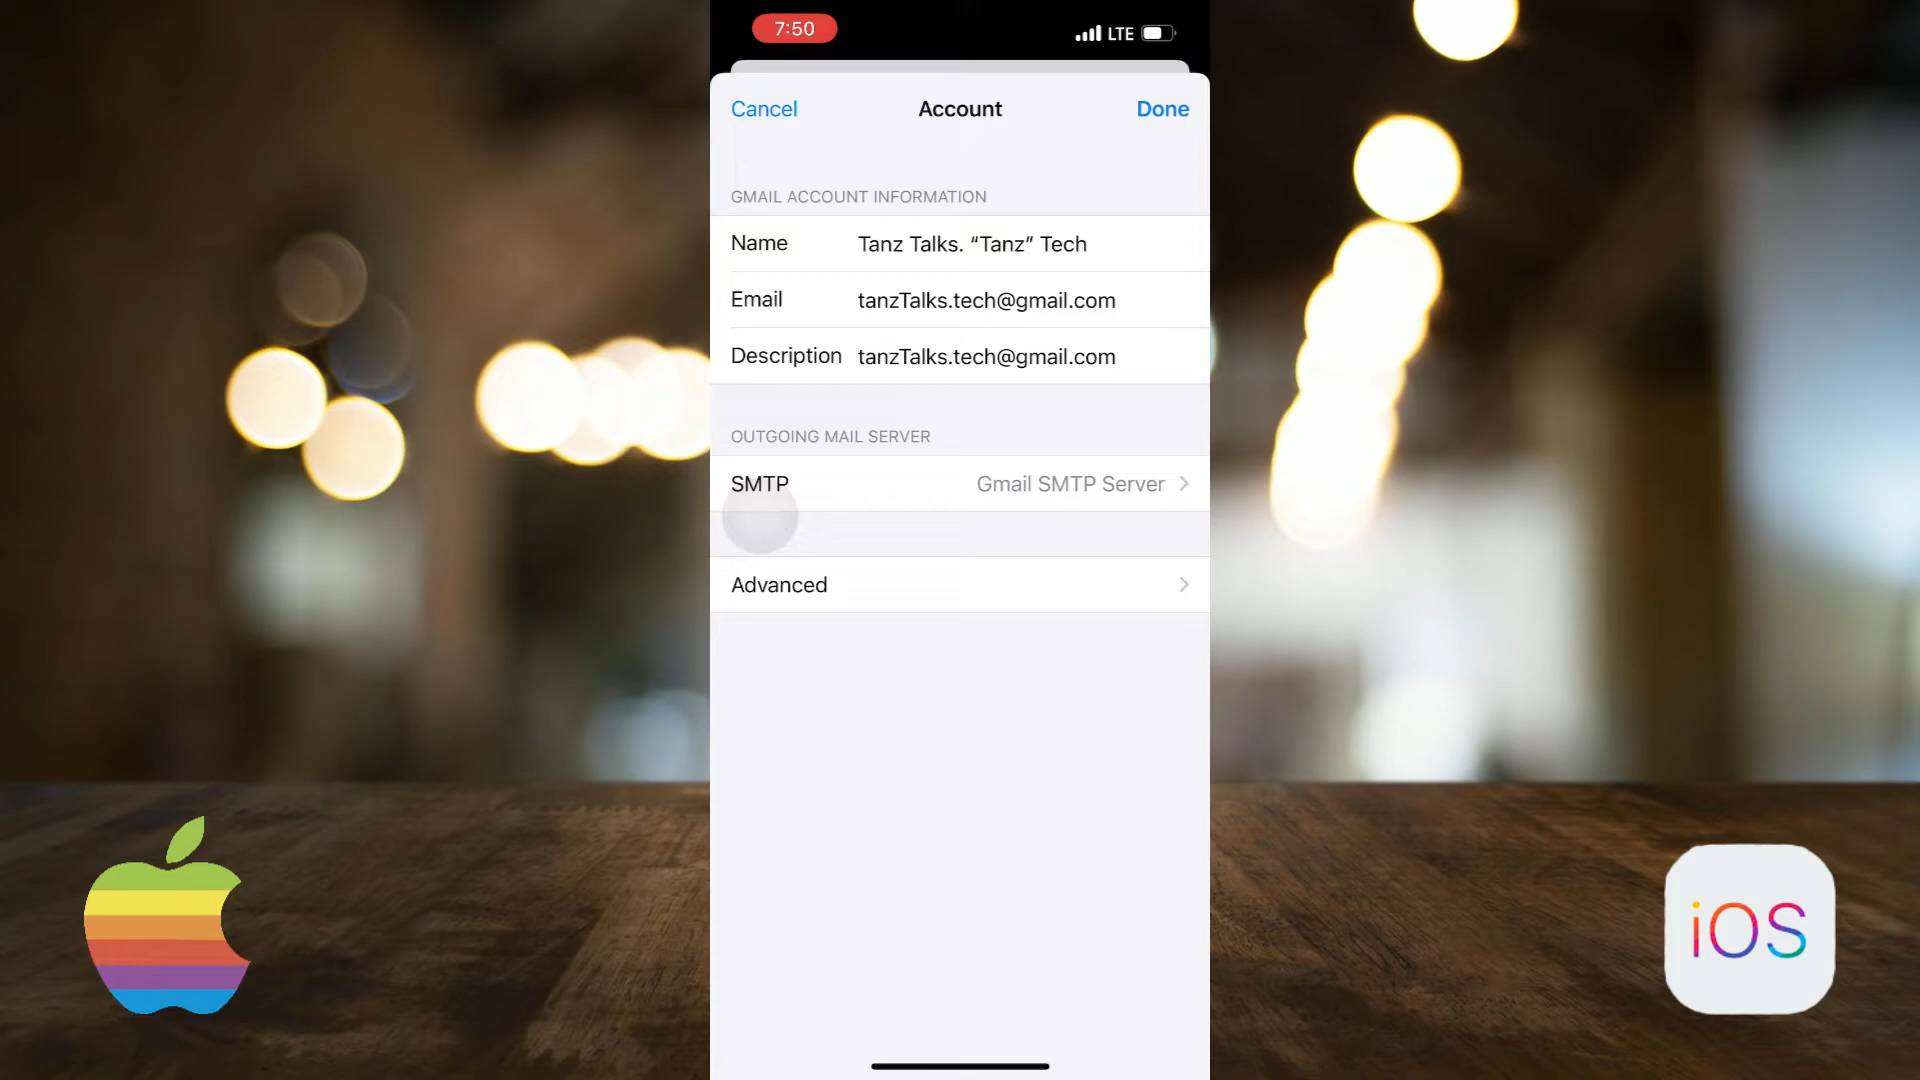 7:50
LTE
Cancel Account Done
GMAIL ACCOUNT INFORMATION
Name Tanz Talks. “Tanz” Tech
Email tanzTalks.tech@gmail.com
Description tanzTalks.tech@gmail.com
OUTGOING MAIL SERVER
SMTP Gmail SMTP Server
Advanced
iOS